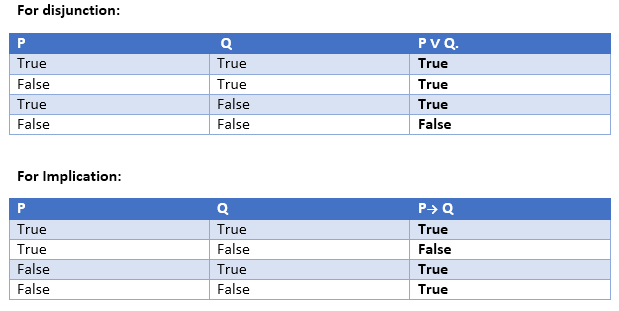 For disjunction:
P Q P ∨ Q.
True True True
False True True
True False True
False False False
For Implication:
P Q P→ Q
True True True
True False False
False True True
False False True